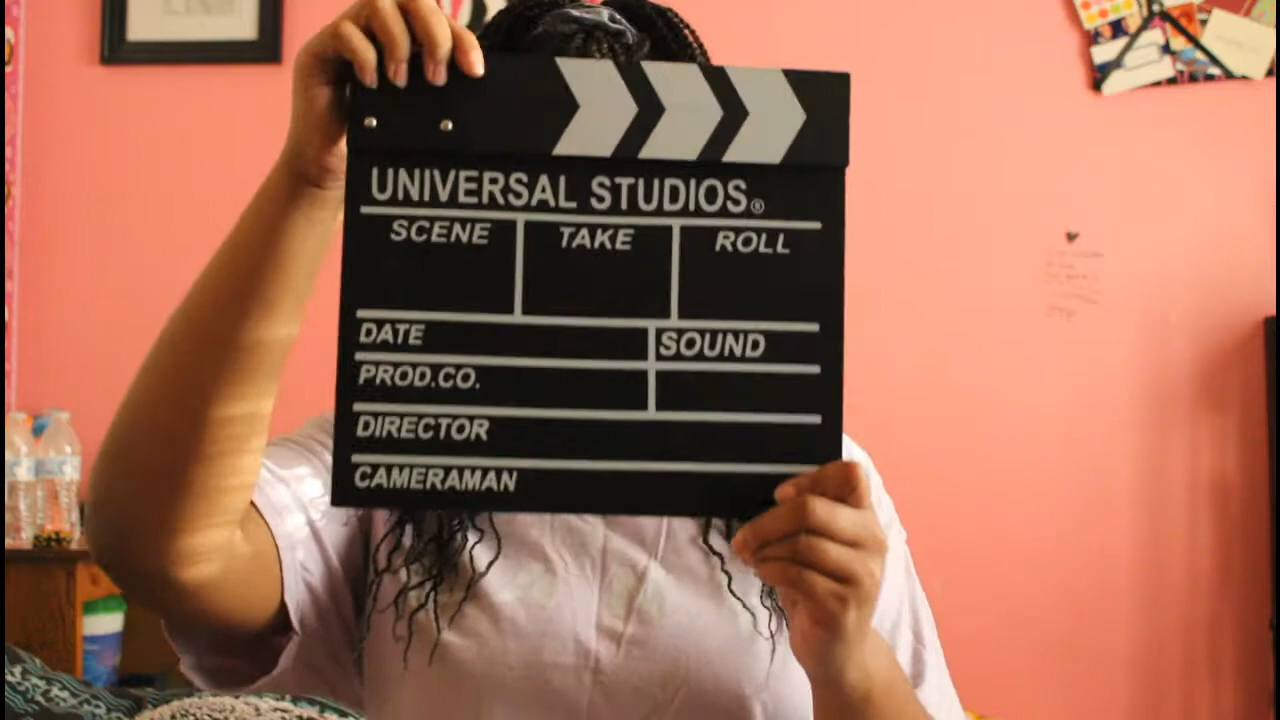 UNIVERSAL STUDIOS®
SCENE TAKE ROLL
DATE SOUND
PROD.CO.
DIRECTOR
CAMERAMAN